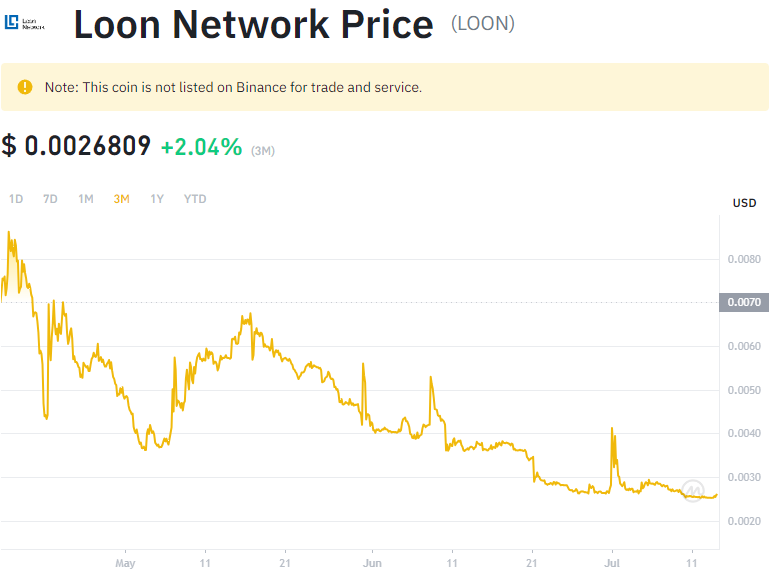 Loon
Network
Loon Network Price (LOON)
Note: This coin is not listed on Binance for trade and service.
$ 0.0026809 +2.04% (3M)
1D 7D 1M 3M 1Y YTD
USD
0.0080
0.0070
0.0060
0.0050
0.0040
0.0030
0.0020
May 11 21 Jun 11 21 Jul 11